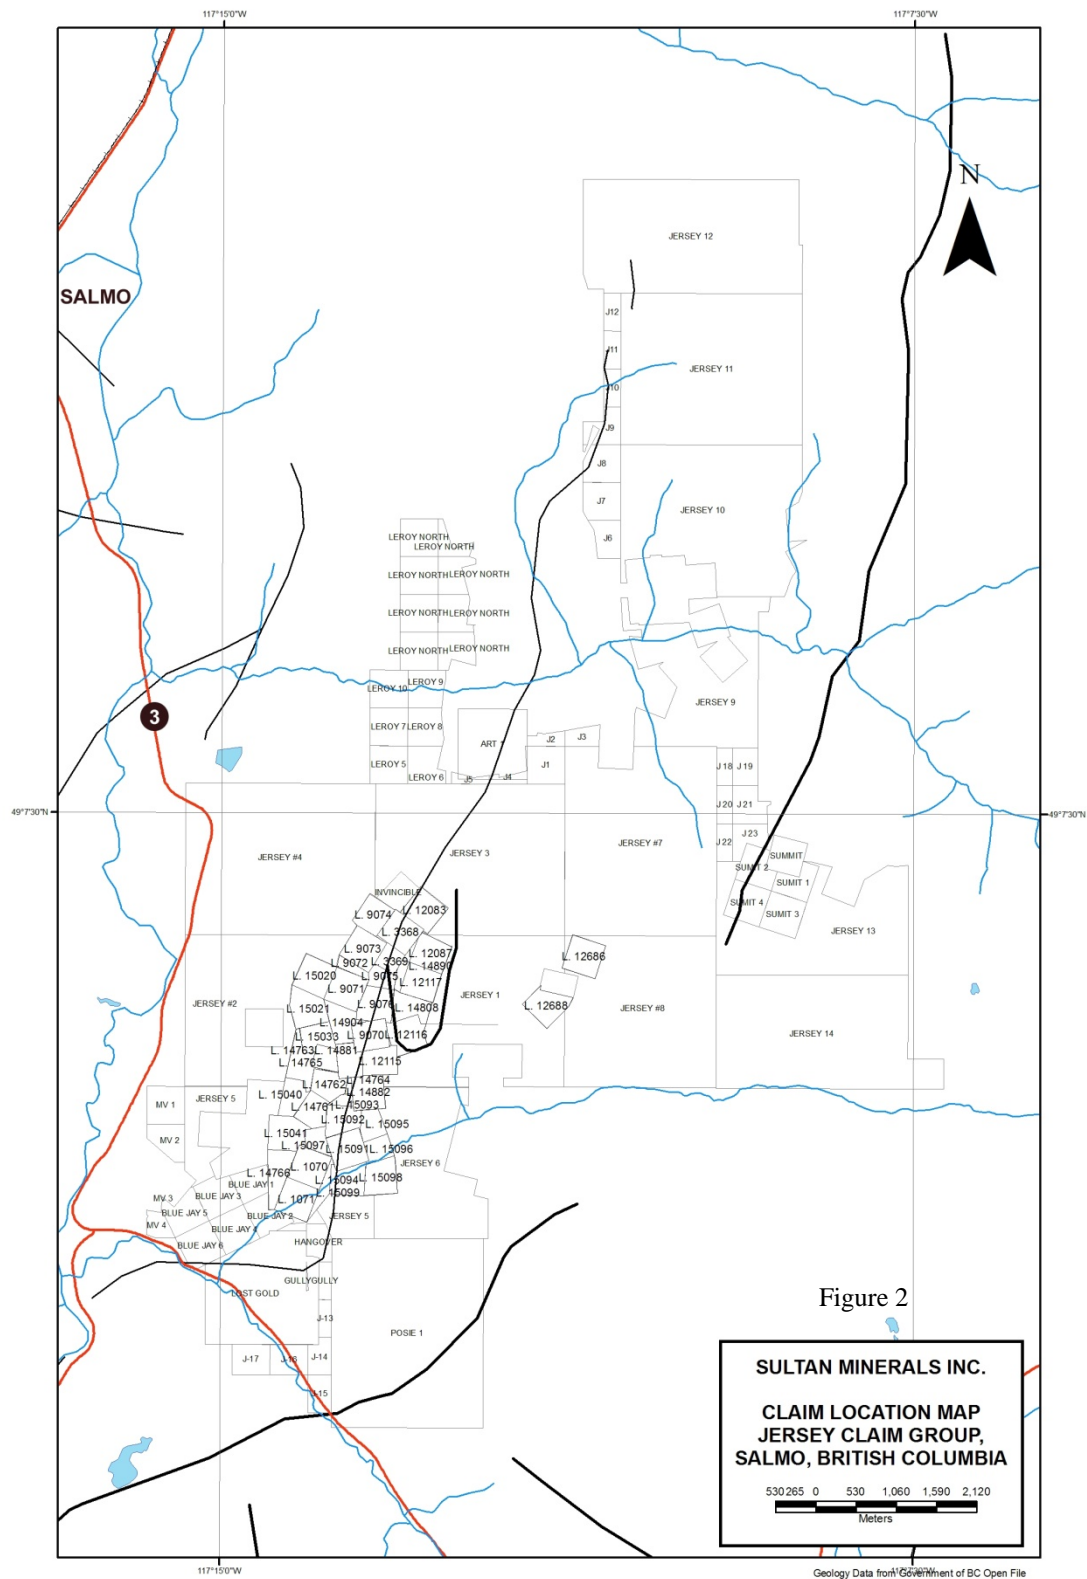 117°15'0"W
117°7'30"W
N
JERSEY 12
SALMO
J12
J11
JERSEY 11
J10
J9
J8
J7
JERSEY 10
J6
LEROY NORTH
LEROY NORTH
LEROY NORTH LEROY NORTH
LEROY NORTH LEROY NORTH
LEROY NORTH LEROY NORTH
LEROY 9
LEROY 10
JERSEY 9
3
LEROY 7 LEROY 8
ART 1
J2 J3
LEROY 5
J1
J 18 J 19
LEROY 6
J5 J4
J 20 J 21
49°7'30"N
49°7'30"N
J 23
J 22
JERSEY #4
JERSEY 3
JERSEY #7
SUMMIT
SUMIT 2
SUMIT 1
INVINCIBLE
SUMIT 4
SUMIT 3
L. 9074
L. 12083
L. 3368
JERSEY 13
L. 9073
L. 12087
L. 12686
L. 9072
L. 3369
L. 14890
L. 15020
L. 9075
L. 12117
L. 9071
JERSEY 1
JERSEY #2
L. 15021
L. 9076
L. 14808
L. 12688
JERSEY #8
L. 14904
L. 15033
L. 9070
L. 12116
JERSEY 14
L. 14763
L. 14881
L. 14765
L. 12115
L. 14762
L. 14764
JERSEY 5
L. 15040
L. 14882
MV 1
L. 14761
L. 15093
L. 15092
L. 15095
MV 2
L. 15041
L. 15097
L. 15091
L. 15096
L. 1070
JERSEY 6
L. 14766
L. 15094
L. 15098
BLUE JAY 1
L. 15099
MV 3
BLUE JAY 3
L. 1071
BLUE JAY 5
BLUE JAY 2
JERSEY 5
MV 4
BLUE JAY 4
BLUE JAY 6
HANGOVER
GULLYGULLY
LOST GOLD
Figure 2
J-13
POSIE 1
J-17
J-16
J-14
J-15
SULTAN MINERALS INC.
CLAIM LOCATION MAP
JERSEY CLAIM GROUP,
SALMO, BRITISH COLUMBIA
530 265 0 530 1,060 1,590 2,120
Meters
117°15'0"W
117°7'30"W
Geology Data from Government of BC Open File